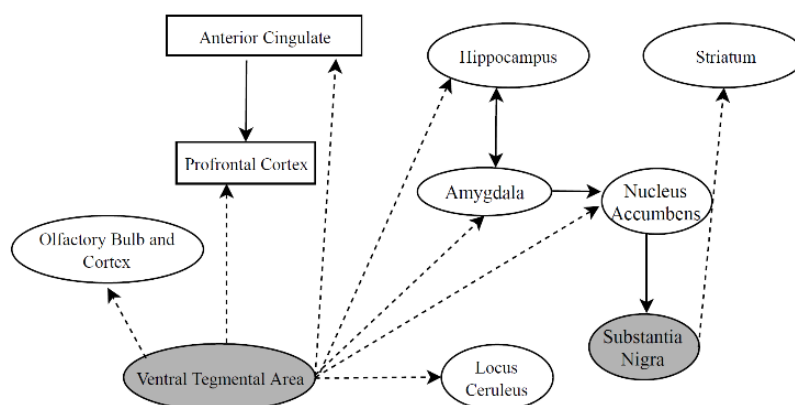 Anterior Cingulate
Hippocampus
Striatum
Profrontal Cortex
Amygdala
Nucleus
Accumbens
Olfactory Bulb and
Cortex
Substantia
Nigra
Ventral Tegmental Area
Locus
Ceruleus